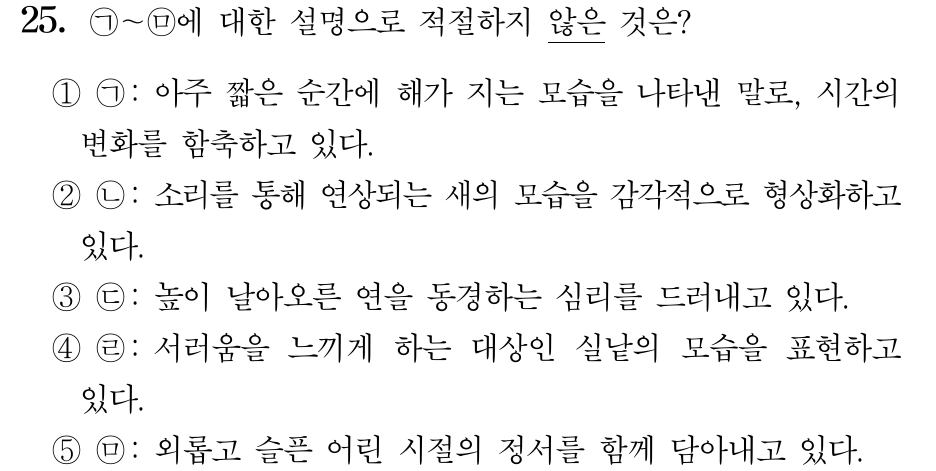 25. ㉠~㉤에 대한 설명으로 적절하지 않은 것은?
① ㉠: 아주 짧은 순간에 해가 지는 모습을 나타낸 말로, 시간의
변화를 함축하고 있다.
② ㉡: 소리를 통해 연상되는 새의 모습을 감각적으로 형상화하고
있다.
③ ㉢: 높이 날아오른 연을 동경하는 심리를 드러내고 있다.
④ ㉣: 서러움을 느끼게 하는 대상인 실낱의 모습을 표현하고
있다.
⑤ ㉤: 외롭고 슬픈 어린 시절의 정서를 함께 담아내고 있다.